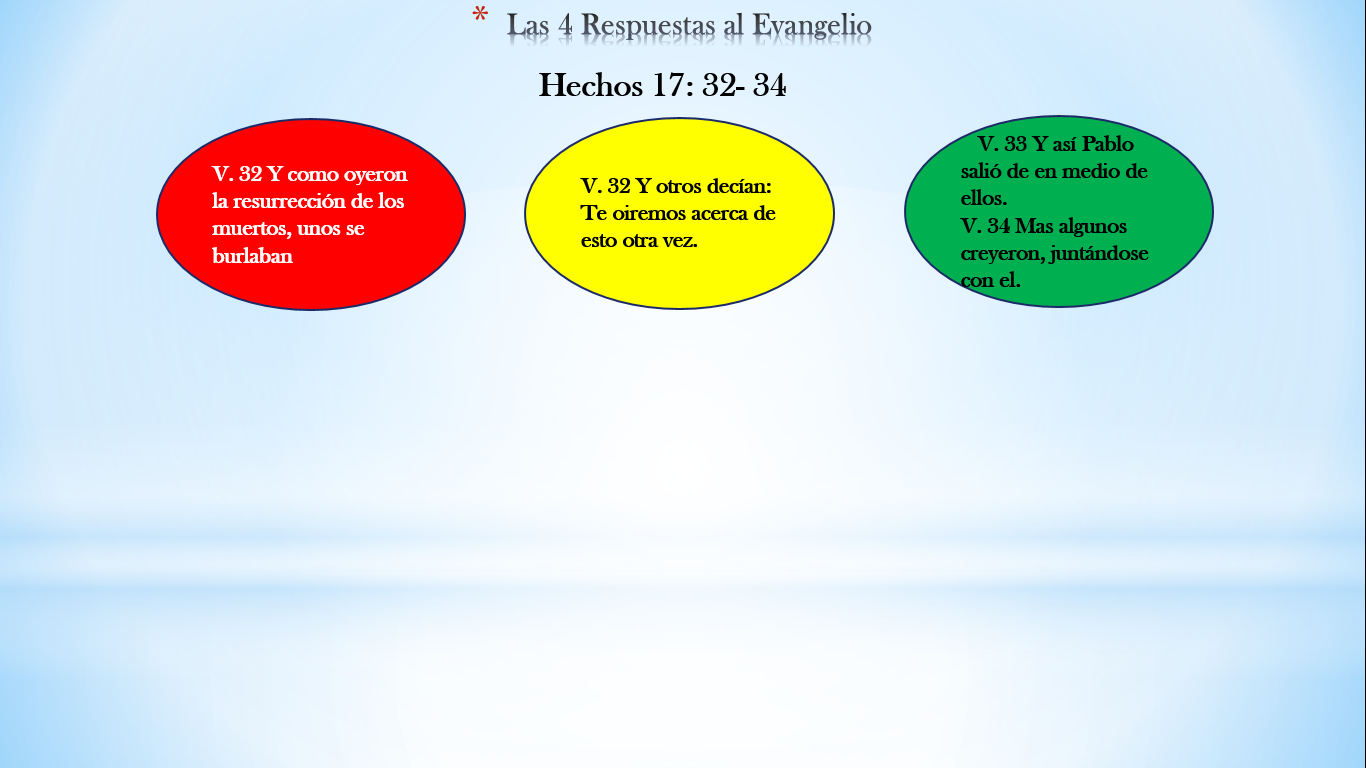 * Las 4 Respuestas al Evangelio
Hechos 17: 32- 34
V. 32 Y como oyeron
la resurrección de los
muertos, unos se
burlaban
V. 32 Y otros decían:
Te oiremos acerca de
esto otra vez.
V. 33 Y así Pablo
salió de en medio de
ellos.
V. 34 Mas algunos
creyeron, juntándose
con el.